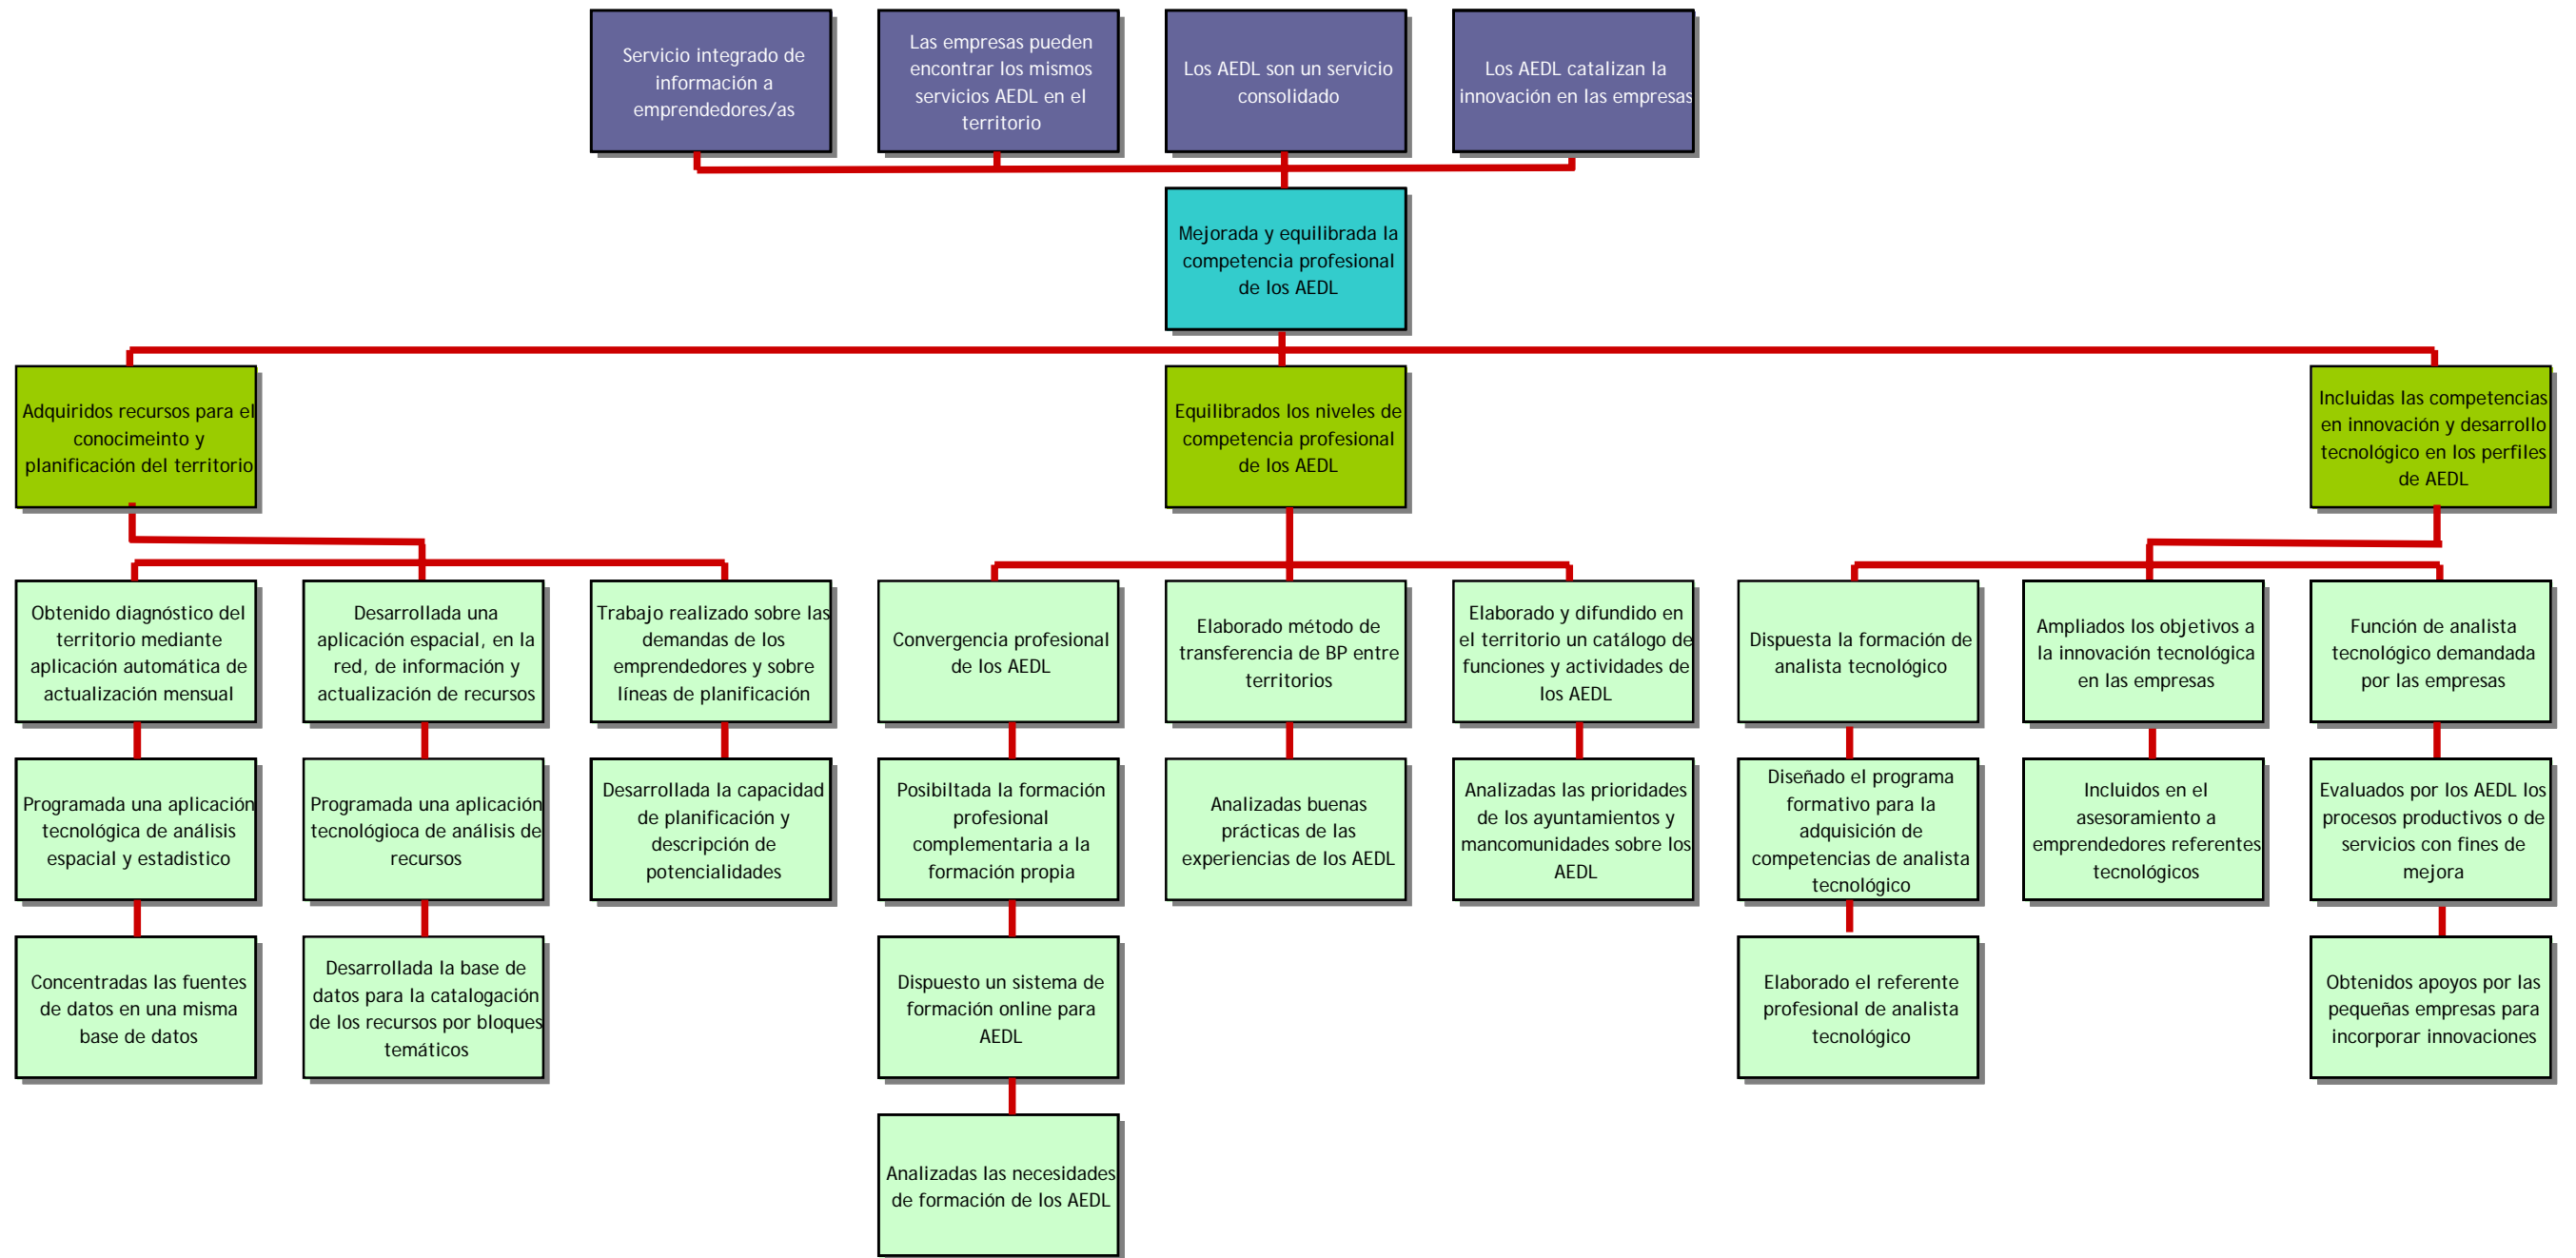 Servicio integrado de
información a
emprendedores/as
Las empresas pueden
encontrar los mismos
servicios AEDL en el
territorio
Los AEDL son un servicio
consolidado
Los AEDL catalizan la
innovación en las empresas
Mejorada y equilibrada la
competencia profesional
de los AEDL
Adquiridos recursos para el
conocimeinto y
planificación del territorio
Equilibrados los niveles de
competencia profesional
de los AEDL
Incluidas las competencias
en innovación y desarrollo
tecnológico en los perfiles
de AEDL
Obtenido diagnóstico del
territorio mediante
aplicación automática de
actualización mensual
Desarrollada una
aplicación espacial, en la
red, de información y
actualización de recursos
Trabajo realizado sobre las
demandas de los
emprendedores y sobre
líneas de planificación
Convergencia profesional
de los AEDL
Elaborado método de
transferencia de BP entre
territorios
Elaborado y difundido en
el territorio un catálogo de
funciones y actividades de
los AEDL
Dispuesta la formación de
analista tecnológico
Ampliados los objetivos a
la innovación tecnológica
en las empresas
Función de analista
tecnológico demandada
por las empresas
Programada una aplicación
tecnológica de análisis
espacial y estadistico
Programada una aplicación
tecnológioca de análisis de
recursos
Desarrollada la capacidad
de planificación y
descripción de
potencialidades
Posibiltada la formación
profesional
complementaria a la
formación propia
Analizadas buenas
prácticas de las
experiencias de los AEDL
Analizadas las prioridades
de los ayuntamientos y
mancomunidades sobre los
AEDL
Diseñado el programa
formativo para la
adquisición de
competencias de analista
tecnológico
Incluidos en el
asesoramiento a
emprendedores referentes
tecnológicos
Evaluados por los AEDL los
procesos productivos o de
servicios con fines de
mejora
Concentradas las fuentes
de datos en una misma
base de datos
Desarrollada la base de
datos para la catalogación
de los recursos por bloques
temáticos
Dispuesto un sistema de
formación online para
AEDL
Elaborado el referente
profesional de analista
tecnológico
Obtenidos apoyos por las
pequeñas empresas para
incorporar innovaciones
Analizadas las necesidades
de formación de los AEDL